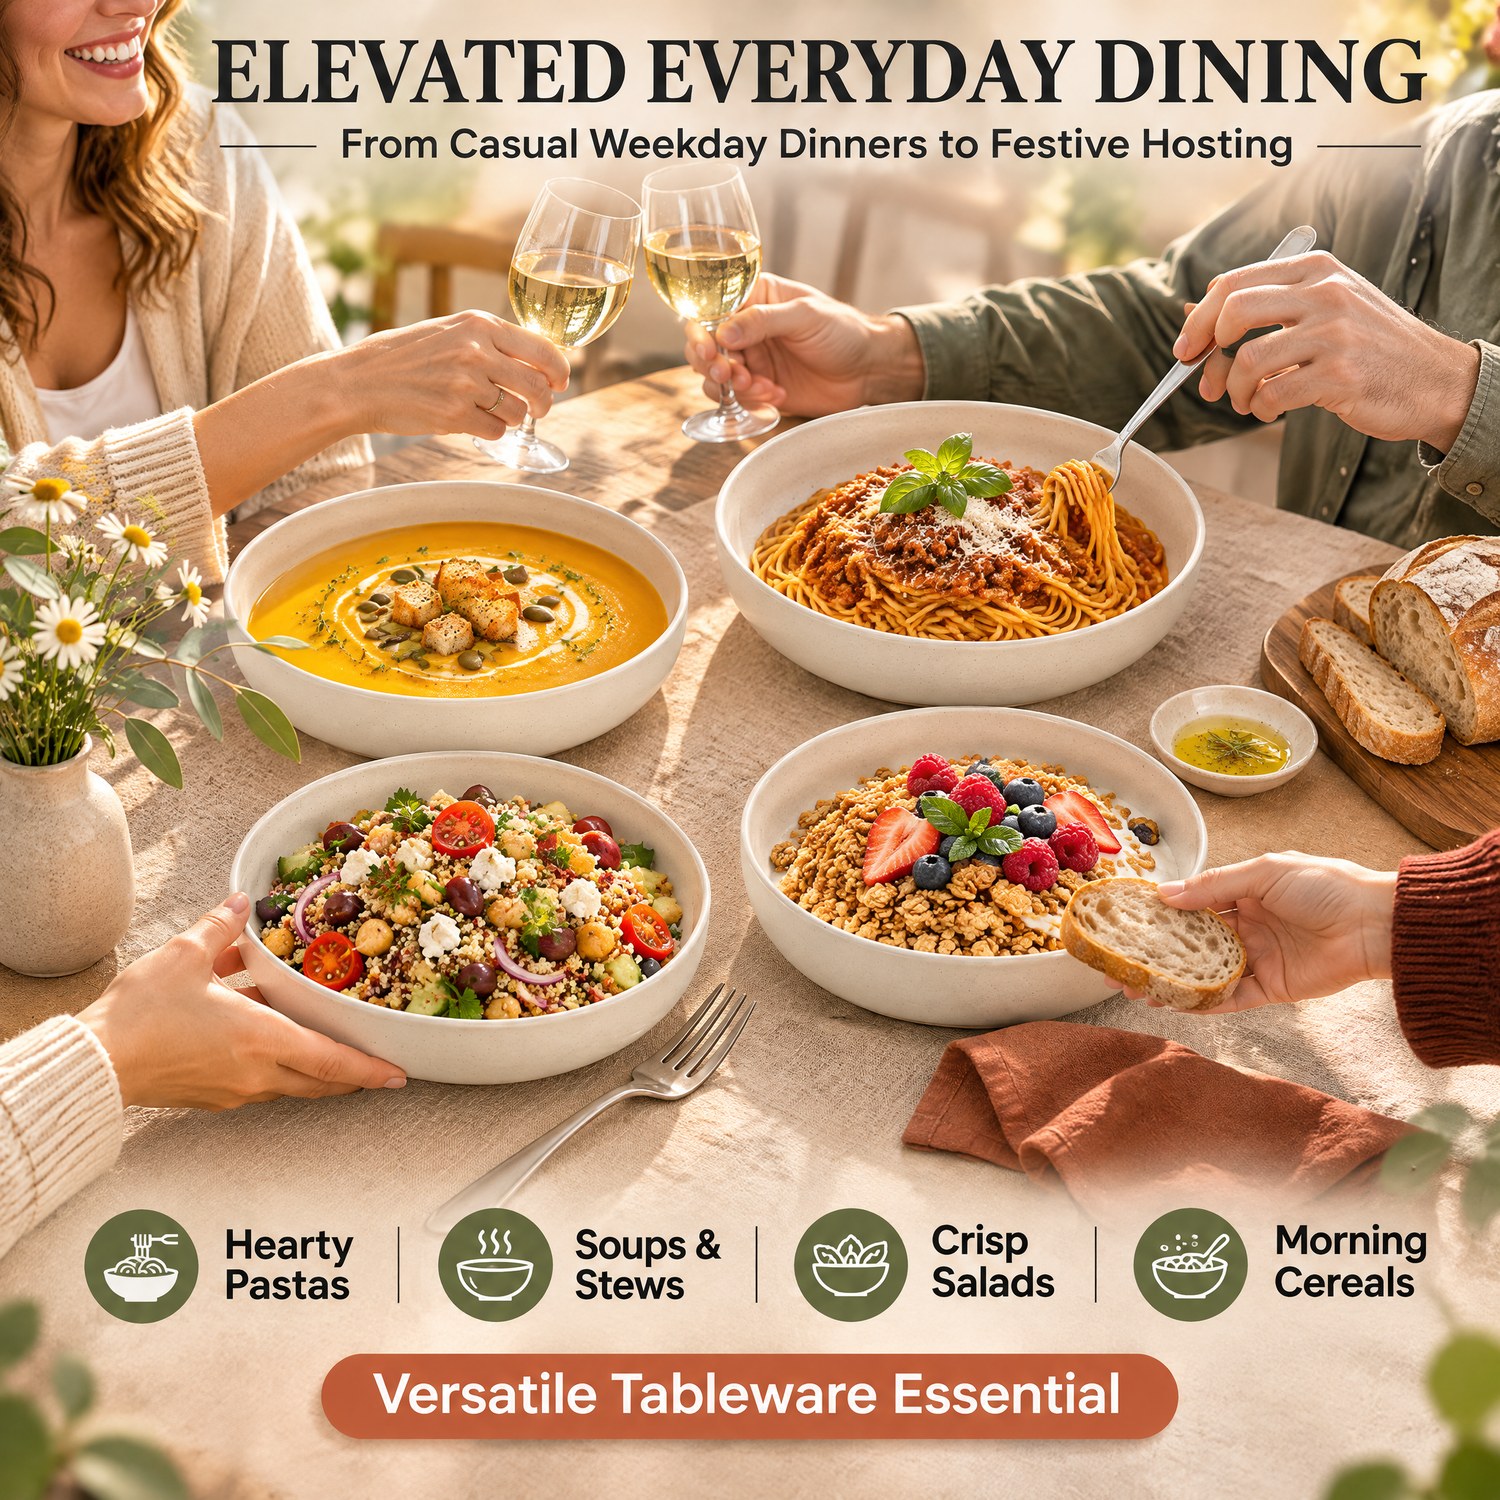 ELEVATED EVERYDAY DINING
From Casual Weekday Dinners to Festive Hosting
Hearty
Pastas
Soups &
Stews
Crisp
Salads
Morning
Cereals
Versatile Tableware Essential